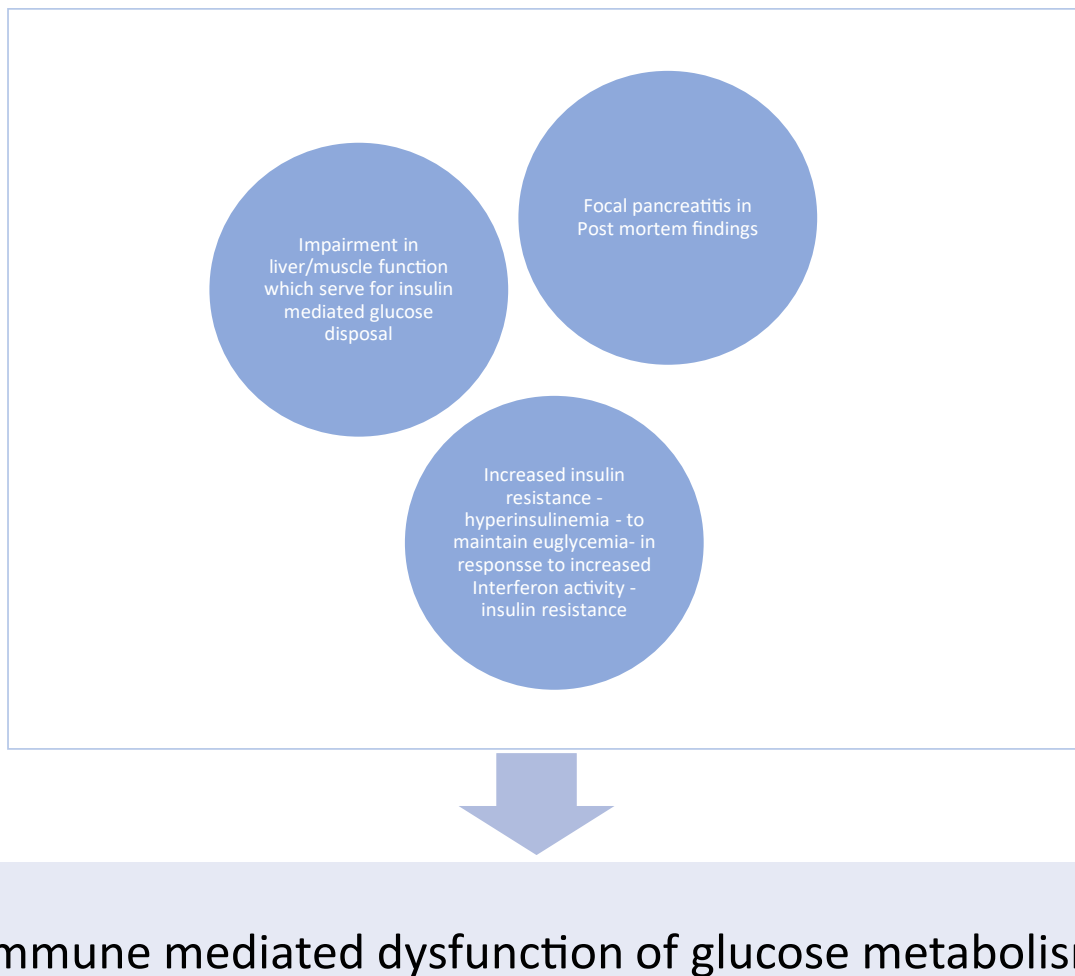 Focal pancreatitis in
Post mortem findings
Impairment in
liver/muscle function
which serve for insulin
mediated glucose
disposal
Increased insulin
resistance -
hyperinsulinemia - to
maintain euglycemia- in
responsse to increased
Interferon activity -
insulin resistance
mmune mediated dysfunction of glucose metabolism